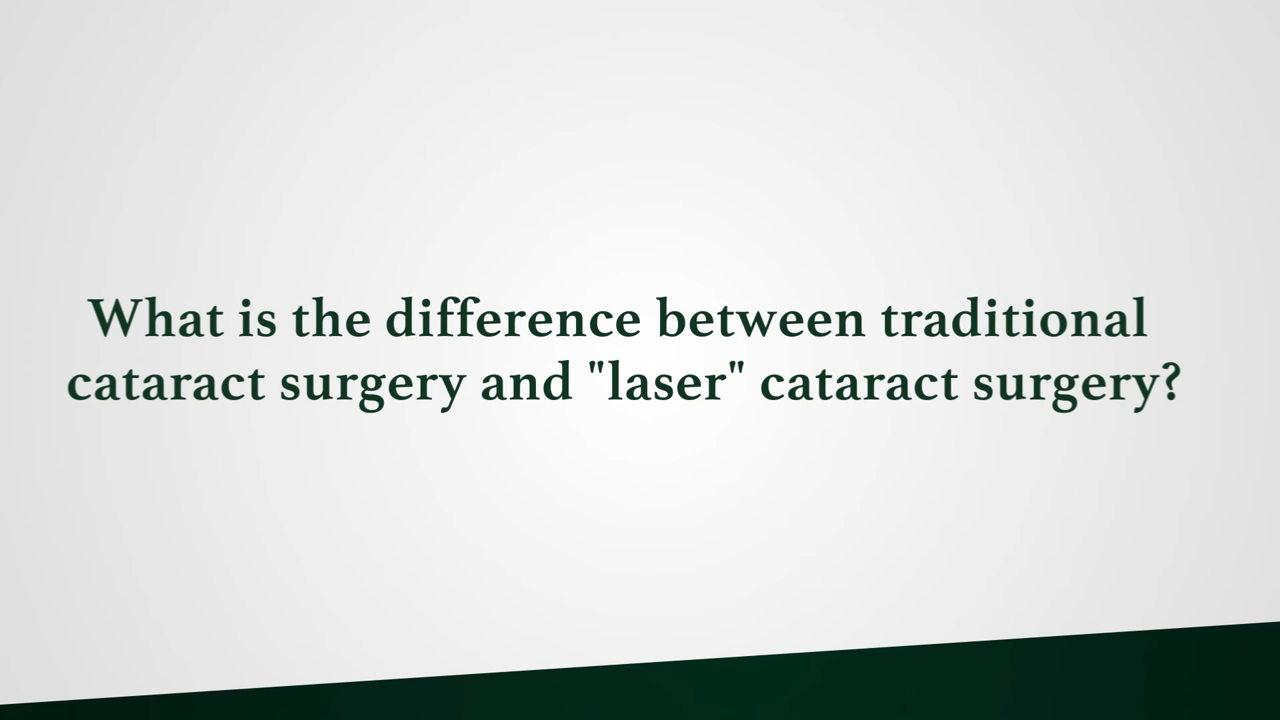 What is the difference between traditional
cataract surgery and "laser" cataract surgery?